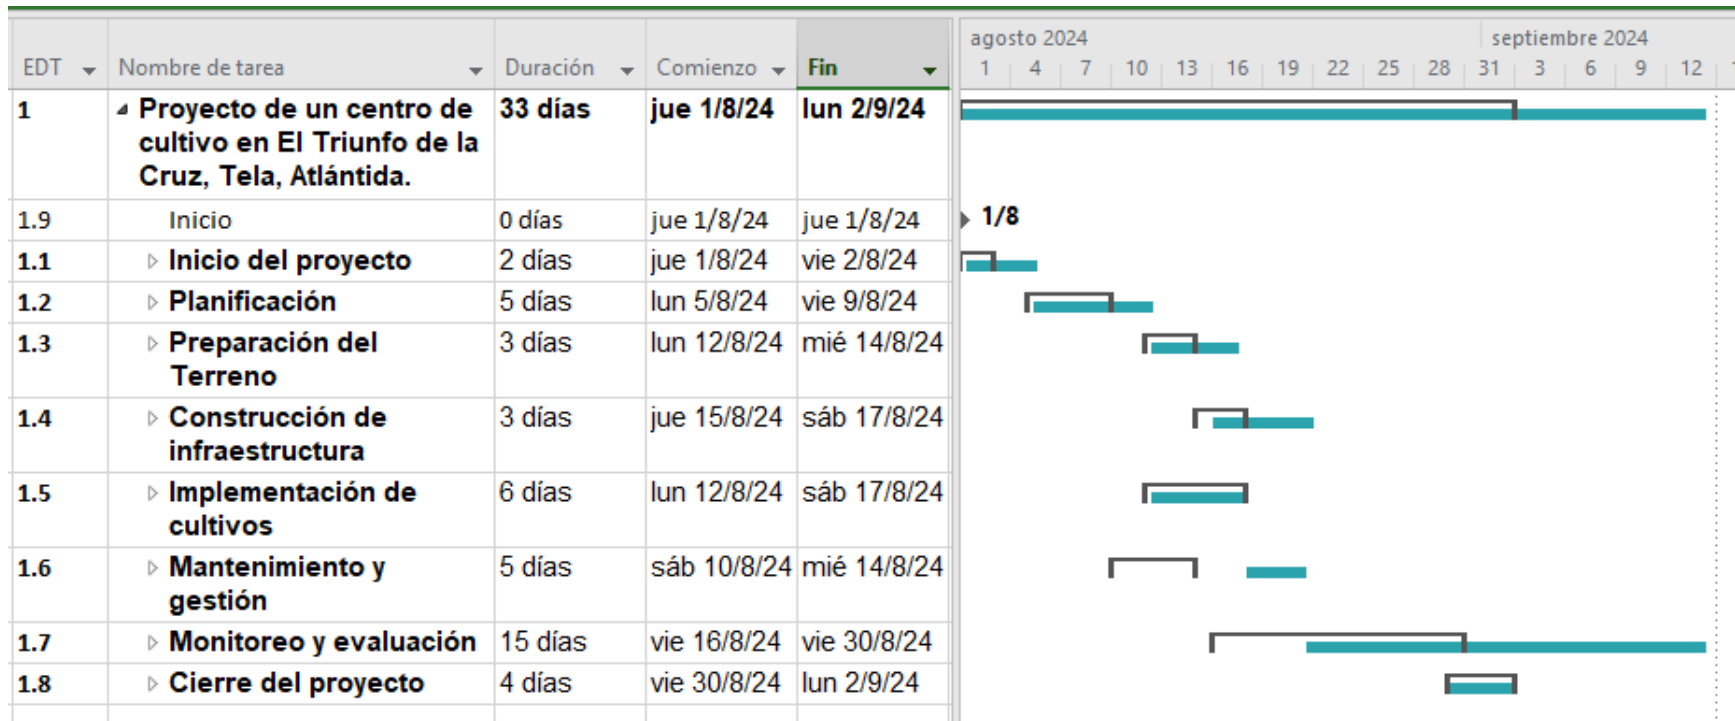 agosto 2024 septiembre 2024
EDT Nombre de tarea Duración Comienzo Fin 1 4 7 10 13 16 19 22 25 28 31 3 6 9 12
1 Proyecto de un centro de 33 días jue 1/8/24 lun 2/9/24
cultivo en El Triunfo de la
Cruz, Tela, Atlántida.
1.9 Inicio 0 días jue 1/8/24 jue 1/8/24 1/8
1.1 Inicio del proyecto 2 días jue 1/8/24 vie 2/8/24
1.2 Planificación 5 días lun 5/8/24 vie 9/8/24
1.3 Preparación del 3 días lun 12/8/24 mié 14/8/24
Terreno
1.4 Construcción de 3 días jue 15/8/24 sáb 17/8/24
infraestructura
1.5 Implementación de 6 días lun 12/8/24 sáb 17/8/24
cultivos
1.6 Mantenimiento y 5 días sáb 10/8/24 mié 14/8/24
gestión
1.7 Monitoreo y evaluación 15 días vie 16/8/24 vie 30/8/24
1.8 Cierre del proyecto 4 días vie 30/8/24 lun 2/9/24